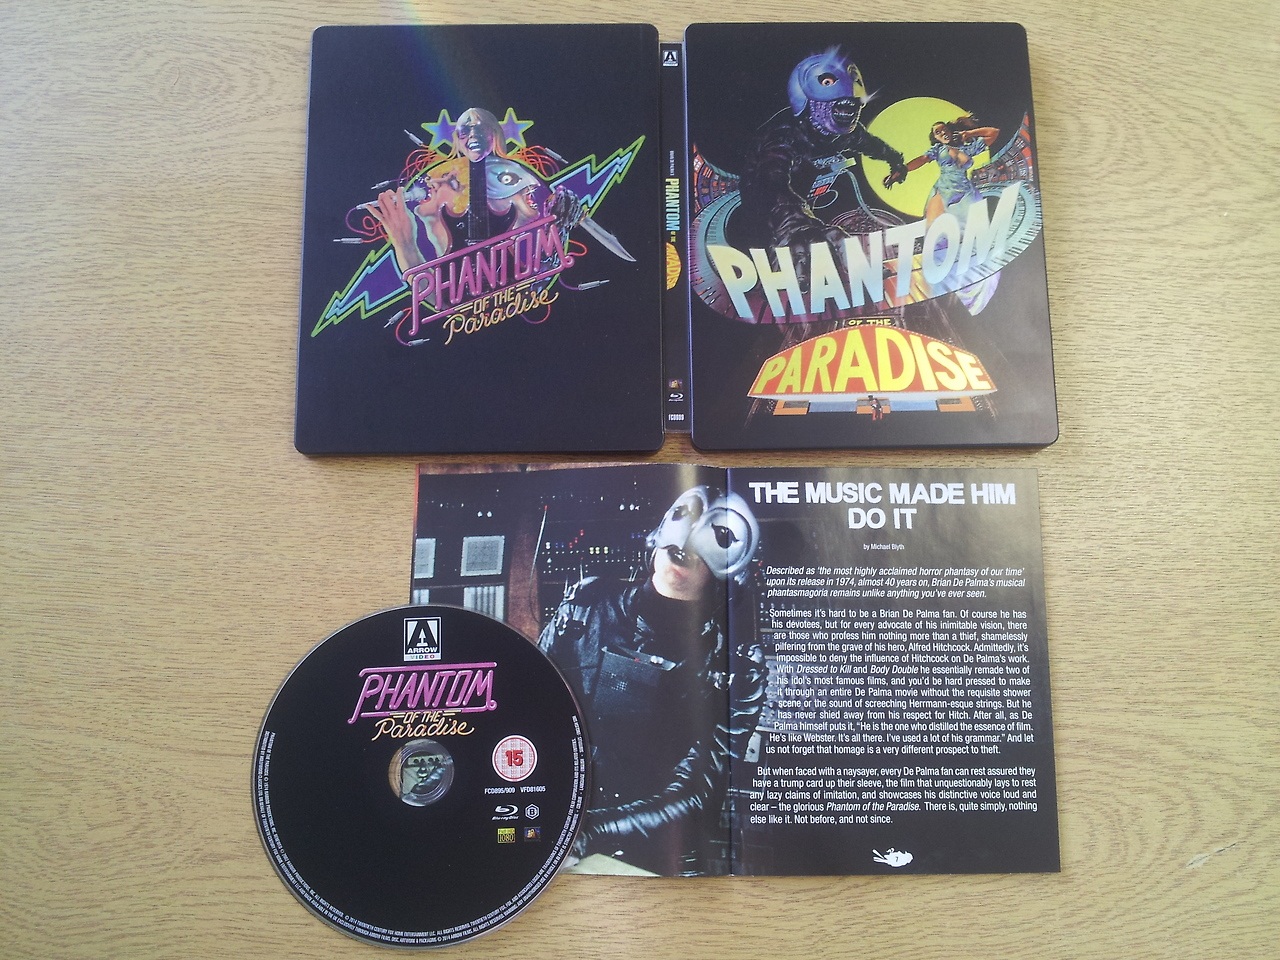 PHANTOM
OF THE
Paradise
PHANTOM OF THE PARADISE
FCD909
PHANTOM
OF THE
PARADISE
THE MUSIC MADE HIM
DO IT
by Michael Blyth
Described as 'the most highly acclaimed horror phantasy of our time'
upon its release in 1974, almost 40 years on, Brian De Palma's musical
phantasmagoria remains unlike anything you've ever seen.
Sometimes it's hard to be a Brian De Palma fan. Of course he has
his devotees, but for every advocate of his inimitable vision, there
are those who profess him nothing more than a thief, shamelessly
pilfering from the grave of his hero, Alfred Hitchcock. Admittedly, it's
impossible to deny the influence of Hitchcock on De Palma's work.
With Dressed to Kill and Body Double he essentially remade two of
his idol's most famous films, and you'd be hard pressed to make
it through an entire De Palma movie without the requisite shower
scene or the sound of screeching Herrmann-esque strings. But he
has never shied away from his respect for Hitch. After all, as De
Palma himself puts it, "He is the one who distilled the essence of film.
He's like Webster. It's all there. I've used a lot of his grammar." And let
us not forget that homage is a very different prospect to theft.
But when faced with a naysayer, every De Palma fan can rest assured they
have a trump card up their sleeve, the film that unquestionably lays to rest
any lazy claims of imitation, and showcases his distinctive voice loud and
clear – the glorious Phantom of the Paradise. There is, quite simply, nothing
else like it. Not before, and not since.
7
A
ARROW
VIDEO
PHANTOM
OF THE
Paradise
15
FCD895/909 VFD81605
Blu-ray Disc
B
1080